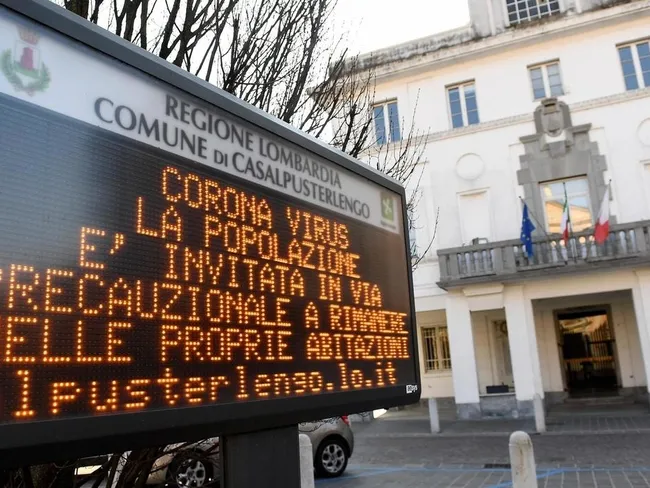 REGIONE LOMBARDIA
COMUNE DI CASALPUSTERLENGO
CORONA VIRUS
LA POPOLAZIONE
E' INVITATA IN VIA
PRECAUZIONALE A RIMANERE
ELLE PROPRIE ABITAZIONI
lpusterlengo.lo.it